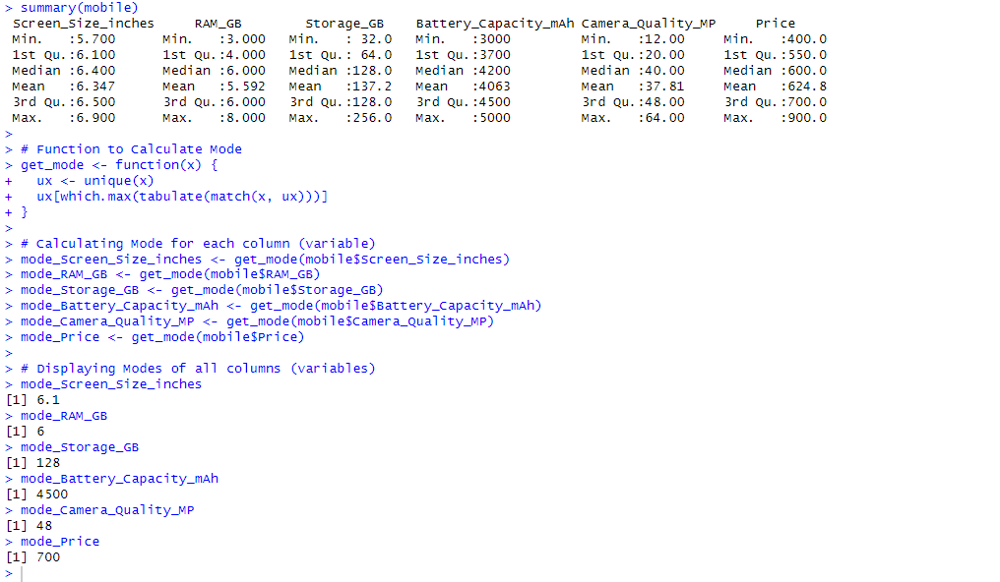 > summary(mobile)
 Screen_Size_inches     RAM_GB        Storage_GB    Battery_Capacity_mAh Camera_Quality_MP     Price      
 Min.   :5.700      Min.   :3.000   Min.   : 32.0   Min.   :3000         Min.   :12.00     Min.   :400.0  
 1st Qu.:6.100      1st Qu.:4.000   1st Qu.: 64.0   1st Qu.:3700         1st Qu.:20.00     1st Qu.:550.0  
 Median :6.400      Median :6.000   Median :128.0   Median :4200         Median :40.00     Median :600.0  
 Mean   :6.347      Mean   :5.592   Mean   :137.2   Mean   :4063         Mean   :37.81     Mean   :624.8  
 3rd Qu.:6.500      3rd Qu.:6.000   3rd Qu.:128.0   3rd Qu.:4500         3rd Qu.:48.00     3rd Qu.:700.0  
 Max.   :6.900      Max.   :8.000   Max.   :256.0   Max.   :5000         Max.   :64.00     Max.   :900.0  
>
> # Function to Calculate Mode
> get_mode <- function(x) {
+   ux <- unique(x)
+   ux[which.max(tabulate(match(x, ux)))]
+ }
>
> # Calculating Mode for each column (variable)
> mode_Screen_Size_inches <- get_mode(mobile$Screen_Size_inches)
> mode_RAM_GB <- get_mode(mobile$RAM_GB)
> mode_Storage_GB <- get_mode(mobile$Storage_GB)
> mode_Battery_Capacity_mAh <- get_mode(mobile$Battery_Capacity_mAh)
> mode_Camera_Quality_MP <- get_mode(mobile$Camera_Quality_MP)
> mode_Price <- get_mode(mobile$Price)
>
> # Displaying Modes of all columns (variables)
> mode_Screen_Size_inches
[1] 6.1
> mode_RAM_GB
[1] 6
> mode_Storage_GB
[1] 128
> mode_Battery_Capacity_mAh
[1] 4500
> mode_Camera_Quality_MP
[1] 48
> mode_Price
[1] 700
>